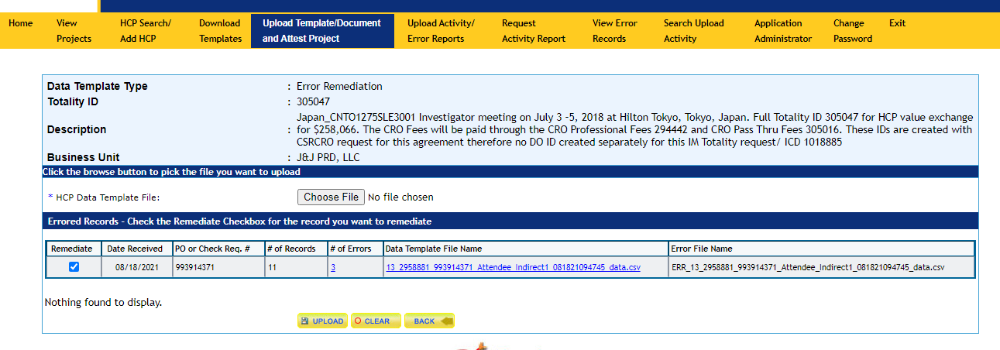 Home
View Projects
HCP Search/ Add HCP
Download Templates
Upload Template/Document and Attest Project
Upload Activity/ Error Reports
Request Activity Report
View Error Records
Search Upload Activity
Application Administrator
Change Password
Exit
Data Template Type : Error Remediation
Totality ID : 305047
Japan_CNTO1275SLE3001 Investigator meeting on July 3 -5, 2018 at Hilton Tokyo, Tokyo, Japan. Full Totality ID 305047 for HCP value exchange
Description : for $258,066. The CRO Fees will be paid through the CRO Professional Fees 294442 and CRO Pass Thru Fees 305016. These IDs are created with
CSRCRO request for this agreement therefore no DO ID created separately for this IM Totality request/ ICD 1018885
Business Unit : J&J PRD, LLC
Click the browse button to pick the file you want to upload
* HCP Data Template File: Choose File No file chosen
Errored Records - Check the Remediate Checkbox for the record you want to remediate
Remediate Date Received PO or Check Req. # # of Records # of Errors Data Template File Name Error File Name
08/18/2021 993914371 11 3 13_2958881_993914371_Attendee_Indirect1_081821094745_data.csv ERR_13_2958881_993914371_Attendee_Indirect1_081821094745_data.csv
Nothing found to display.
UPLOAD CLEAR BACK